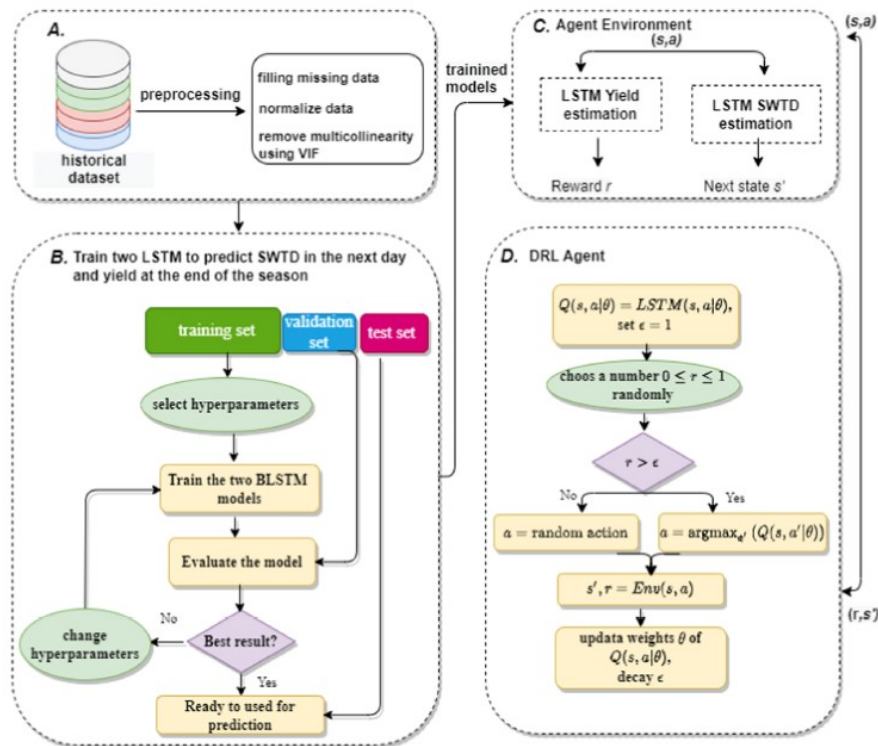 A.
preprocessing
historical
dataset
filling missing data
normalize data
remove multicollinearity
using VIF
trainined
models
C. Agent Environment
(s,a)
LSTM Yield
estimation
LSTM SWTD
estimation
Reward r
Next state s'
(s,a)
B. Train two LSTM to predict SWTD in the next day
and yield at the end of the season
training set
validation
set
test set
select hyperparameters
Train the two BLSTM
models
Evaluate the model
Best result?
No
change
hyperparameters
Yes
Ready to used for
prediction
D. DRL Agent
Q(s,a|θ) = LSTM(s,a|θ),
set ϵ = 1
choos a number 0 ≤ r ≤ 1
randomly
r > ϵ
No
Yes
a = random action
a = argmaxₐ′ (Q(s,a′|θ))
s′,r = Env(s,a)
updata weights θ of
Q(s,a|θ),
decay ϵ
(r,s')